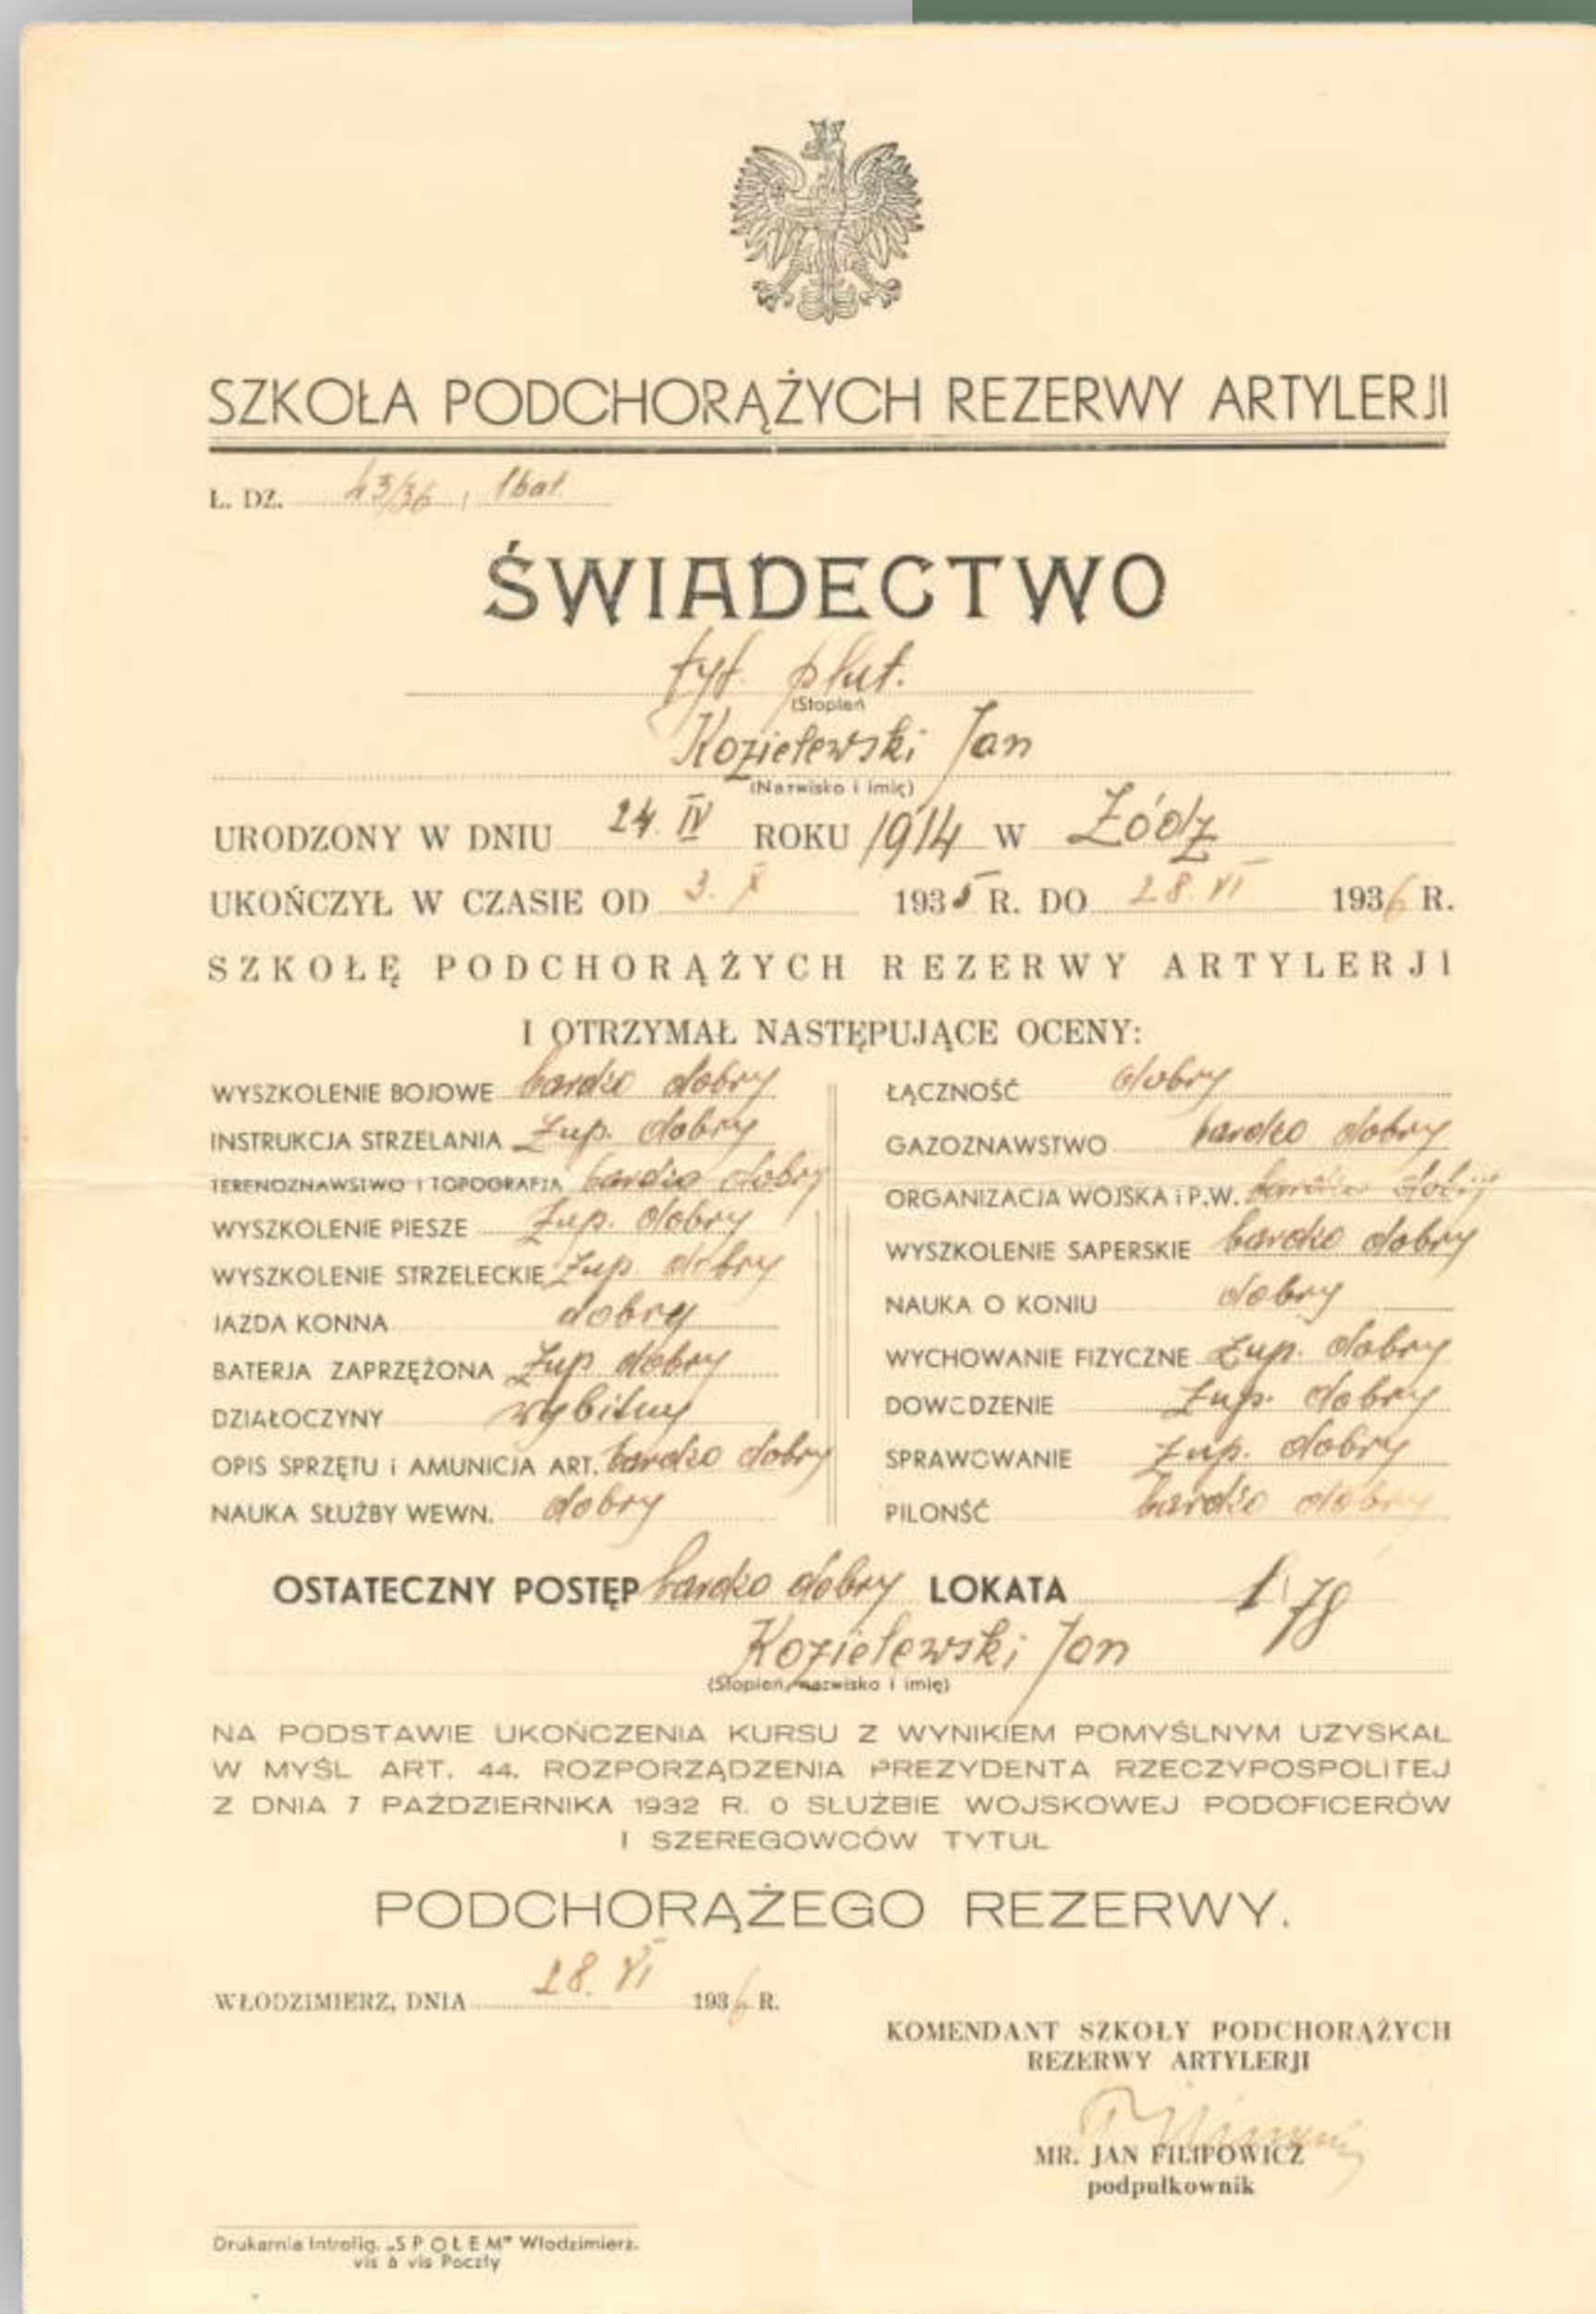 SZKOŁA PODCHORĄŻYCH REZERWY ARTYLERJI
L. DZ. 43/36, 1 bat.
ŚWIADECTWO
tyt. plut.
(Stopień
Kozielewski Jan
(Nazwisko i imię)
URODZONY W DNIU 24. IV ROKU 1914 W Łódź
UKOŃCZYŁ W CZASIE OD 3. X 1935 R. DO 28. VI 1936 R.
SZKOŁĘ PODCHORĄŻYCH REZERWY ARTYLERJI
I OTRZYMAŁ NASTĘPUJĄCE OCENY:
WYSZKOLENIE BOJOWE bardzo dobry
INSTRUKCJA STRZELANIA zup. dobry
TERENOZNAWSTWO I TOPOGRAFJA bardzo dobry
WYSZKOLENIE PIESZE zup. dobry
WYSZKOLENIE STRZELECKIE zup. dobry
JAZDA KONNA dobry
BATERJA ZAPRZĘŻONA zup dobry
DZIAŁOCZYNY wybitny
OPIS SPRZĘTU i AMUNICJA ART. bardzo dobry
NAUKA SŁUŻBY WEWN. dobry
ŁĄCZNOŚĆ dobry
GAZOZNAWSTWO bardzo dobry
ORGANIZACJA WOJSKA i P.W. bardzo dobry
WYSZKOLENIE SAPERSKIE bardzo dobry
NAUKA O KONIU dobry
WYCHOWANIE FIZYCZNE zup. dobry
DOWODZENIE zup. dobry
SPRAWOWANIE zup. dobry
PILONŚĆ bardzo dobry
OSTATECZNY POSTĘP bardzo dobry LOKATA 1/78
Kozielewski Jan
(Stopień, nazwisko i imię)
NA PODSTAWIE UKOŃCZENIA KURSU Z WYNIKIEM POMYŚLNYM UZYSKAŁ
W MYŚL ART. 44. ROZPORZĄDZENIA PREZYDENTA RZECZYPOSPOLITEJ
Z DNIA 7 PAŹDZIERNIKA 1932 R. O SŁUŻBIE WOJSKOWEJ PODOFICERÓW
I SZEREGOWCÓW TYTUŁ
PODCHORĄŻEGO REZERWY.
WŁODZIMIERZ, DNIA 28. VI 1936 R.
KOMENDANT SZKOŁY PODCHORĄŻYCH
REZERWY ARTYLERJI
MR. JAN FILIPOWICZ
podpułkownik
Drukarnia Introlig. „SPOŁEM" Włodzimierz.
vis à vis Poczty